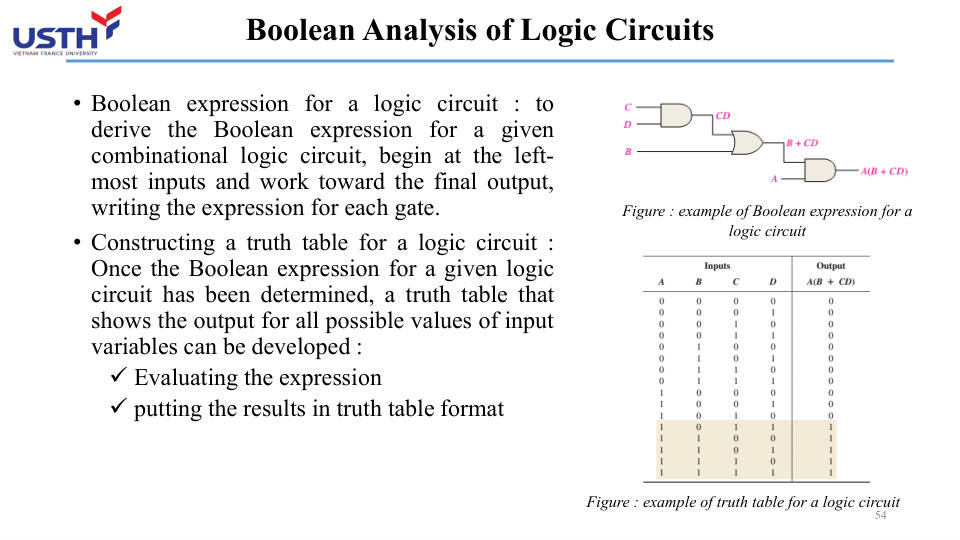 USTH
VIETNAM FRANCE UNIVERSITY
Boolean Analysis of Logic Circuits
• Boolean expression for a logic circuit : to
derive the Boolean expression for a given
combinational logic circuit, begin at the left-
most inputs and work toward the final output,
writing the expression for each gate.
• Constructing a truth table for a logic circuit :
Once the Boolean expression for a given logic
circuit has been determined, a truth table that
shows the output for all possible values of input
variables can be developed :
✓ Evaluating the expression
✓ putting the results in truth table format
C
CD
D
B
B + CD
A
A(B + CD)
Figure : example of Boolean expression for a
logic circuit
Inputs Output
A B C D A(B + CD)
0 0 0 0 0
0 0 0 1 0
0 0 1 0 0
0 0 1 1 0
0 1 0 0 0
0 1 0 1 0
0 1 1 0 0
0 1 1 1 0
1 0 0 0 0
1 0 0 1 0
1 0 1 0 0
1 0 1 1 1
1 1 0 0 1
1 1 0 1 1
1 1 1 0 1
1 1 1 1 1
Figure : example of truth table for a logic circuit
54